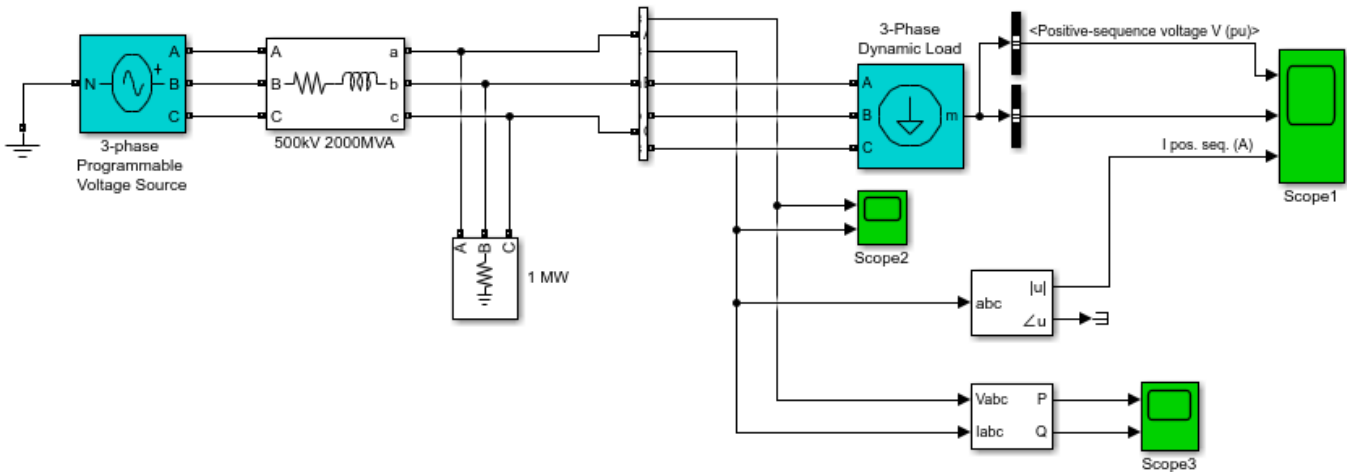 3-Phase
Dynamic Load
<Positive-sequence voltage V (pu)>
N
A
B
C
A
B
C
a
b
c
A
B
C
m
3-phase
Programmable
Voltage Source
500kV 2000MVA
I pos. seq. (A)
Scope1
A
B
C
1 MW
Scope2
abc
|u|
∠u
Vabc
Iabc
P
Q
Scope3